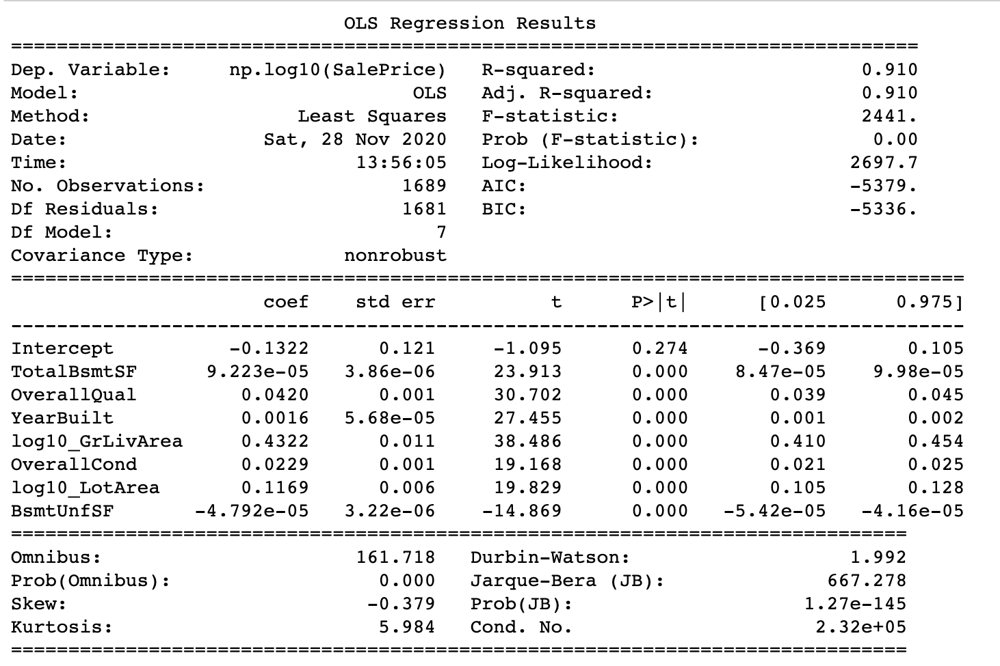 OLS Regression Results
==============================================================================
Dep. Variable: np.log10(SalePrice) R-squared: 0.910
Model: OLS Adj. R-squared: 0.910
Method: Least Squares F-statistic: 2441.
Date: Sat, 28 Nov 2020 Prob (F-statistic): 0.00
Time: 13:56:05 Log-Likelihood: 2697.7
No. Observations: 1689 AIC: -5379.
Df Residuals: 1681 BIC: -5336.
Df Model: 7
Covariance Type: nonrobust
===================================================================================
coef std err t P>|t| [0.025 0.975]
-----------------------------------------------------------------------------------
Intercept -0.1322 0.121 -1.095 0.274 -0.369 0.105
TotalBsmtSF 9.223e-05 3.86e-06 23.913 0.000 8.47e-05 9.98e-05
OverallQual 0.0420 0.001 30.702 0.000 0.039 0.045
YearBuilt 0.0016 5.68e-05 27.455 0.000 0.001 0.002
log10_GrLivArea 0.4322 0.011 38.486 0.000 0.410 0.454
OverallCond 0.0229 0.001 19.168 0.000 0.021 0.025
log10_LotArea 0.1169 0.006 19.829 0.000 0.105 0.128
BsmtUnfSF -4.792e-05 3.22e-06 -14.869 0.000 -5.42e-05 -4.16e-05
==============================================================================
Omnibus: 161.718 Durbin-Watson: 1.992
Prob(Omnibus): 0.000 Jarque-Bera (JB): 667.278
Skew: -0.379 Prob(JB): 1.27e-145
Kurtosis: 5.984 Cond. No. 2.32e+05
==============================================================================